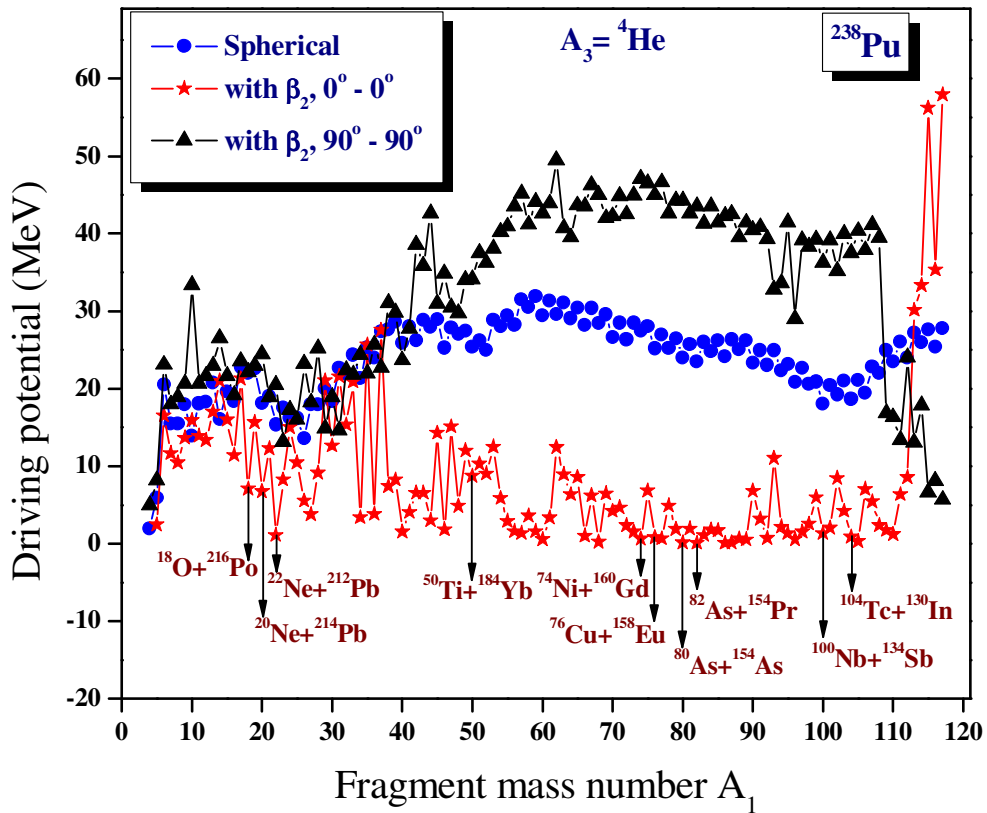 Spherical
with β₂, 0° - 0°
with β₂, 90° - 90°
A₃= ⁴He
²³⁸Pu
Driving potential (MeV)
60
50
40
30
20
10
0
-10
-20
¹⁸O+²¹⁶Po
²²Ne+²¹²Pb
²⁰Ne+²¹⁴Pb
⁵⁰Ti+¹⁸⁴Yb
⁷⁴Ni+¹⁶⁰Gd
⁷⁶Cu+¹⁵⁸Eu
⁸²As+¹⁵⁴Pr
⁸⁰As+¹⁵⁴As
¹⁰⁴Tc+¹³⁰In
¹⁰⁰Nb+¹³⁴Sb
0 10 20 30 40 50 60 70 80 90 100 110 120
Fragment mass number A₁